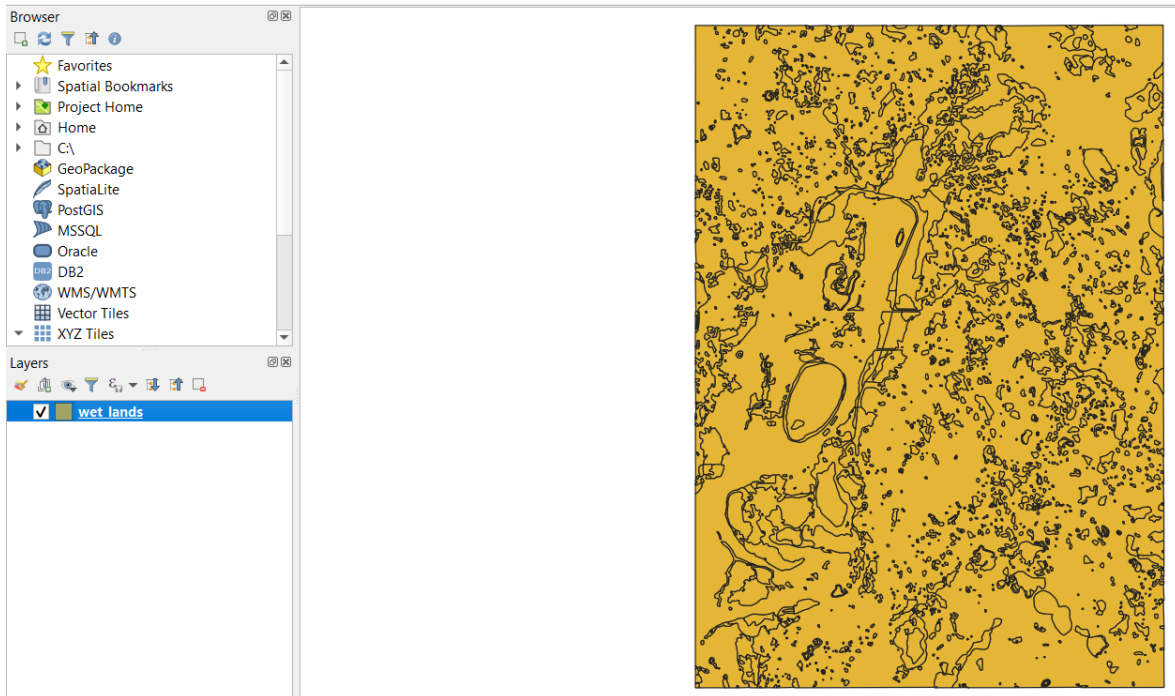 Browser
Favorites
Spatial Bookmarks
Project Home
Home
C:\
GeoPackage
SpatiaLite
PostGIS
MSSQL
Oracle
DB2
DB2
WMS/WMTS
Vector Tiles
XYZ Tiles
Layers
wet_lands